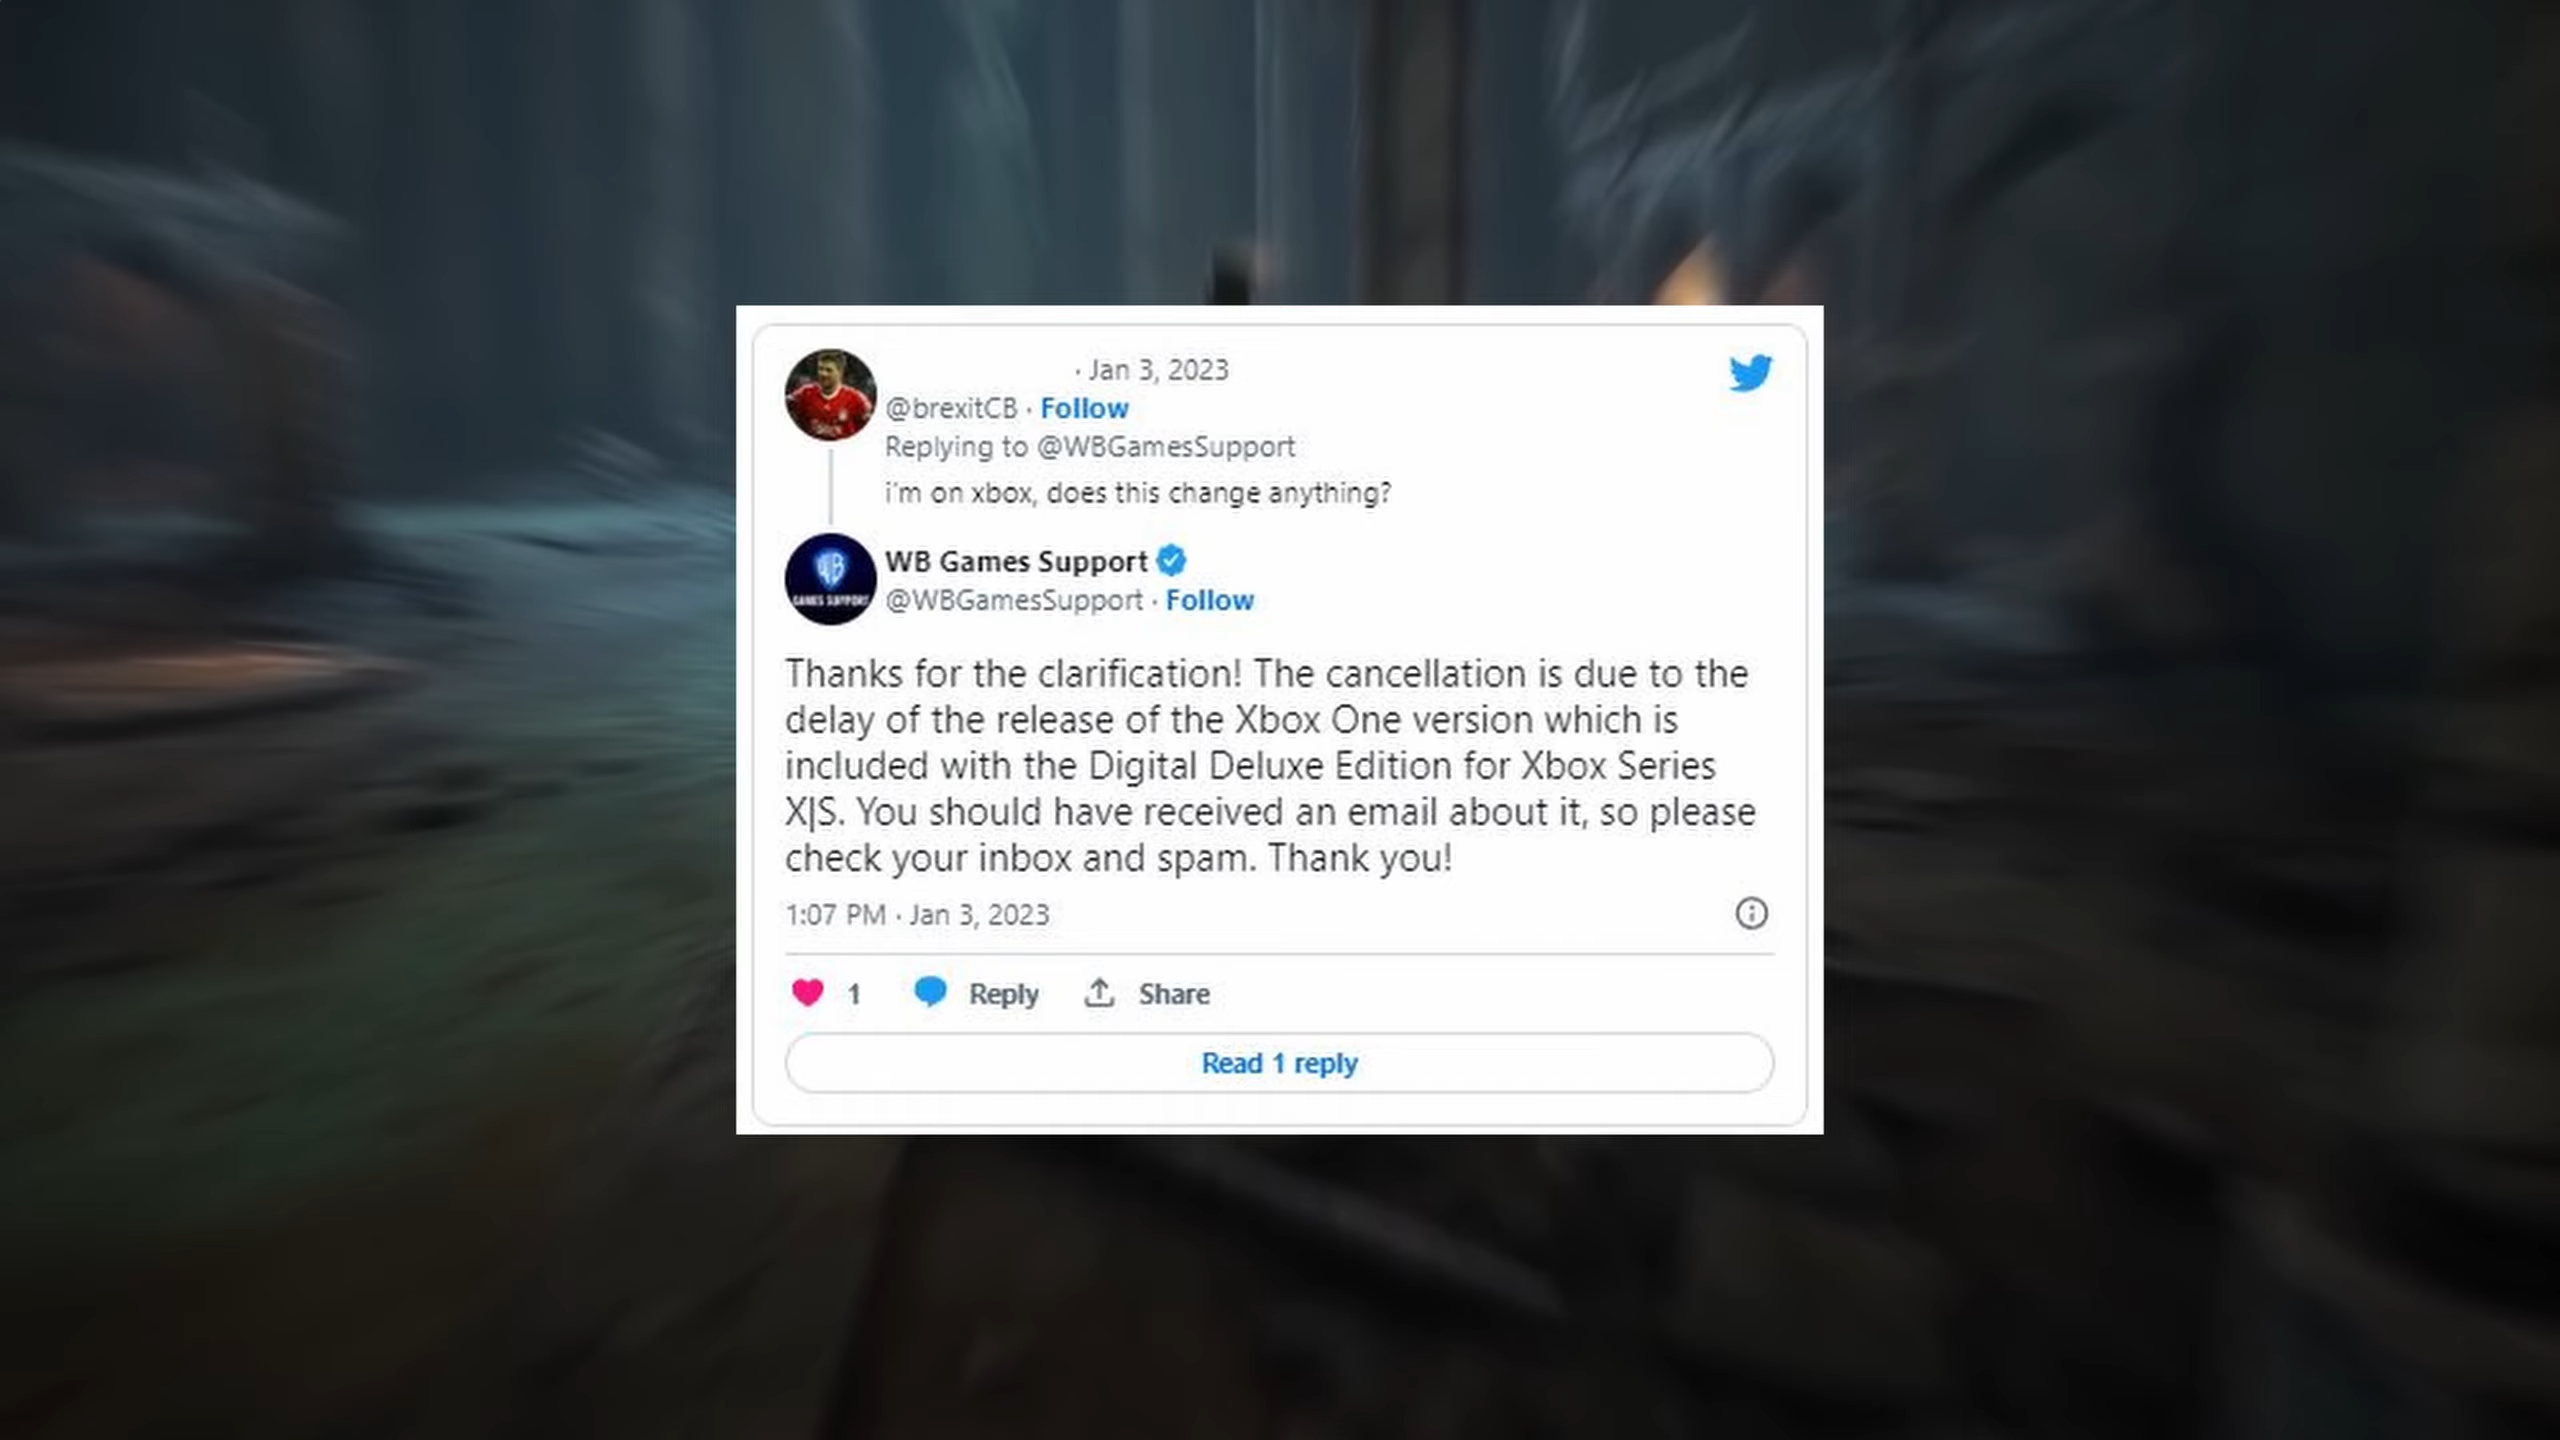 · Jan 3, 2023
@brexitCB · Follow
Replying to @WBGamesSupport
i'm on xbox, does this change anything?
WB
GAMES SUPPORT
WB Games Support
@WBGamesSupport · Follow
Thanks for the clarification! The cancellation is due to the
delay of the release of the Xbox One version which is
included with the Digital Deluxe Edition for Xbox Series
X|S. You should have received an email about it, so please
check your inbox and spam. Thank you!
1:07 PM · Jan 3, 2023
1 Reply Share
Read 1 reply